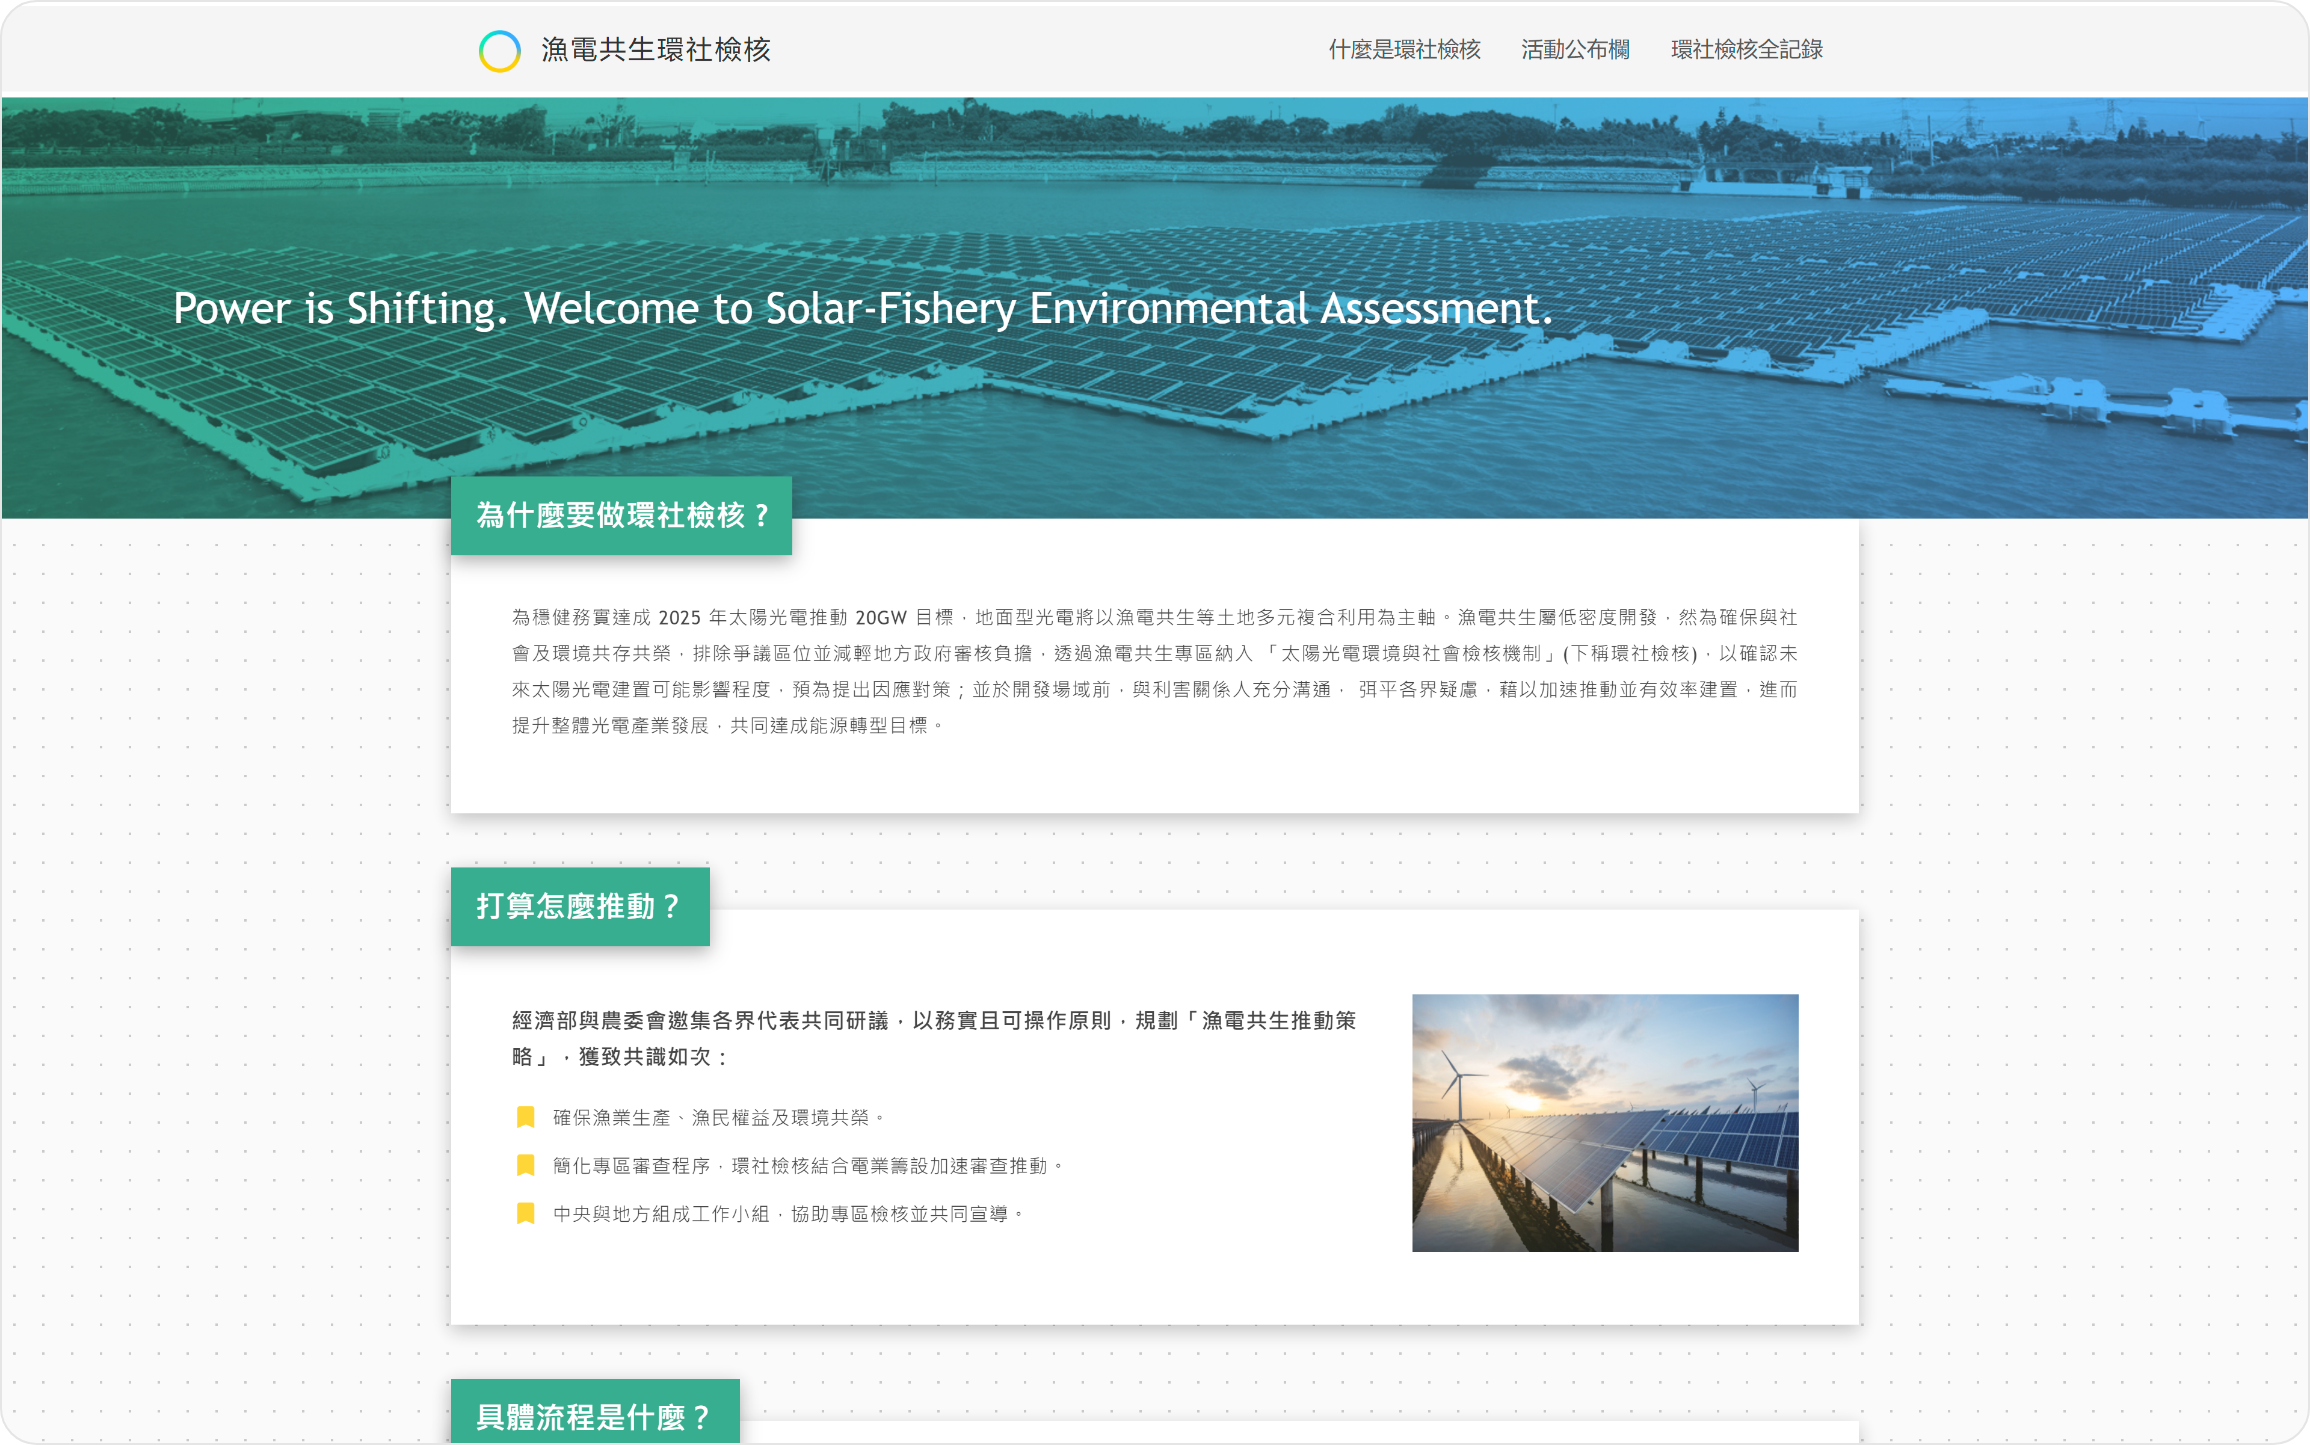 漁電共生環社檢核
什麼是環社檢核 活動公布欄 環社檢核全記錄
Power is Shifting. Welcome to Solar-Fishery Environmental Assessment.
為什麼要做環社檢核？
為穩健務實達成 2025 年太陽光電推動 20GW 目標，地面型光電將以漁電共生等土地多元複合利用為主軸。漁電共生屬低密度開發，然為確保與社
會及環境共存共榮，排除爭議區位並減輕地方政府審核負擔，透過漁電共生專區納入 「太陽光電環境與社會檢核機制」(下稱環社檢核)，以確認未
來太陽光電建置可能影響程度，預為提出因應對策；並於開發場域前，與利害關係人充分溝通， 弭平各界疑慮，藉以加速推動並有效率建置，進而
提升整體光電產業發展，共同達成能源轉型目標。
打算怎麼推動？
經濟部與農委會邀集各界代表共同研議，以務實且可操作原則，規劃「漁電共生推動策
略」，獲致共識如次：
確保漁業生產、漁民權益及環境共榮。
簡化專區審查程序，環社檢核結合電業籌設加速審查推動。
中央與地方組成工作小組，協助專區檢核並共同宣導。
具體流程是什麼？